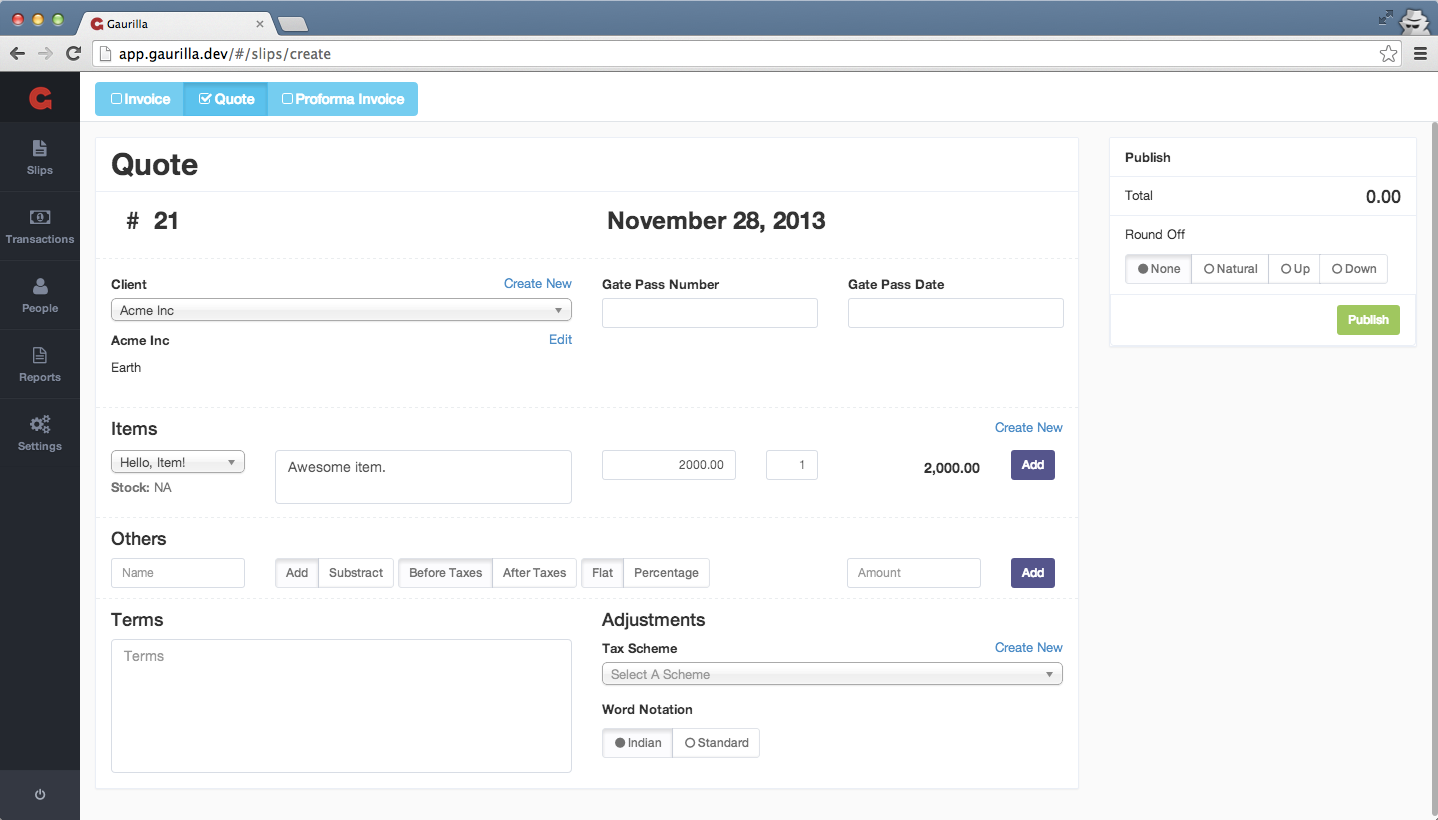 Gaurilla
app.gaurilla.dev/#/slips/create
Invoice Quote Proforma Invoice
Slips
Transactions
People
Reports
Settings
Quote
# 21 November 28, 2013
Client Create New Gate Pass Number Gate Pass Date
Acme Inc
Acme Inc Edit
Earth
Items Create New
Hello, Item! Awesome item. 2000.00 1 2,000.00 Add
Stock: NA
Others
Name Add Substract Before Taxes After Taxes Flat Percentage Amount Add
Terms
Terms
Adjustments
Tax Scheme Create New
Select A Scheme
Word Notation
Indian Standard
Publish
Total 0.00
Round Off
None Natural Up Down
Publish